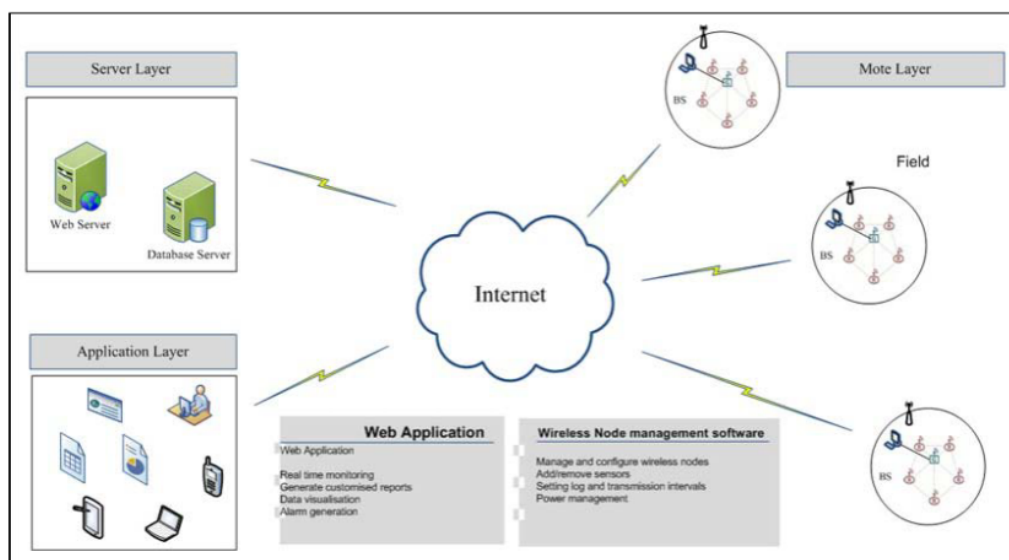 Server Layer
Web Server
Database Server
Application Layer
Internet
Mote Layer
Field
BS
BS
BS
Web Application
Web Application
Real time monitoring
Generate customised reports
Data visualisation
Alarm generation
Wireless Node management software
Manage and configure wireless nodes
Add/remove sensors
Setting log and transmission intervals
Power management